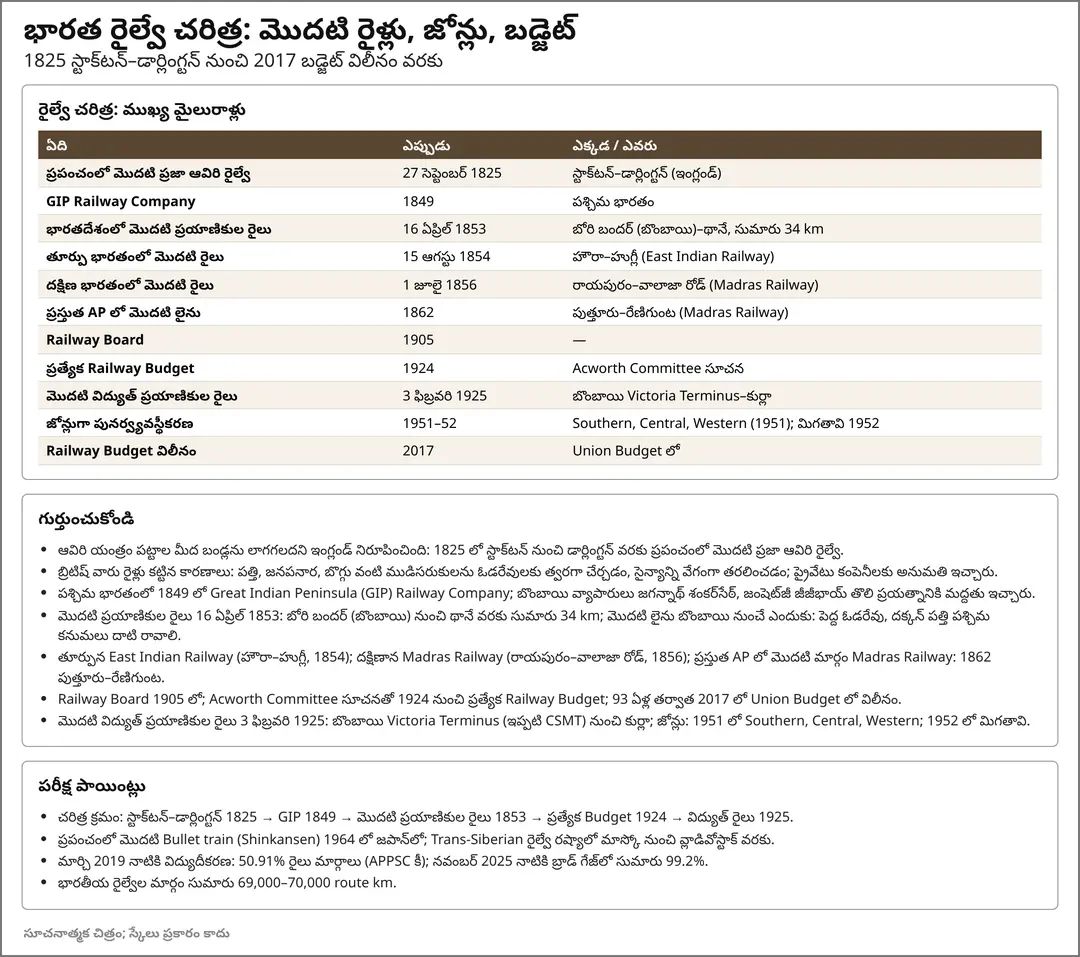 భారత రైల్వే చరిత్ర: మొదటి రైళ్లు, జోన్లు, బడ్జెట్
1825 స్టాక్‌టన్–డార్లింగ్టన్ నుంచి 2017 బడ్జెట్ విలీనం వరకు
రైల్వే చరిత్ర: ముఖ్య మైలురాళ్లు
ఏది ఎప్పుడు ఎక్కడ / ఎవరు
ప్రపంచంలో మొదటి ప్రజా ఆవిరి రైల్వే 27 సెప్టెంబర్ 1825 స్టాక్‌టన్–డార్లింగ్టన్ (ఇంగ్లండ్)
GIP Railway Company 1849 పశ్చిమ భారతం
భారతదేశంలో మొదటి ప్రయాణికుల రైలు 16 ఏప్రిల్ 1853 బోరి బందర్ (బొంబాయి)–థానే, సుమారు 34 km
తూర్పు భారతంలో మొదటి రైలు 15 ఆగస్టు 1854 హౌరా–హుగ్లీ (East Indian Railway)
దక్షిణ భారతంలో మొదటి రైలు 1 జూలై 1856 రాయపురం–వాలాజా రోడ్ (Madras Railway)
ప్రస్తుత AP లో మొదటి లైను 1862 పుత్తూరు–రేణిగుంట (Madras Railway)
Railway Board 1905 —
ప్రత్యేక Railway Budget 1924 Acworth Committee సూచన
మొదటి విద్యుత్ ప్రయాణికుల రైలు 3 ఫిబ్రవరి 1925 బొంబాయి Victoria Terminus–కుర్లా
జోన్లుగా పునర్వ్యవస్థీకరణ 1951–52 Southern, Central, Western (1951); మిగతావి 1952
Railway Budget విలీనం 2017 Union Budget లో
గుర్తుంచుకోండి
• ఆవిరి యంత్రం పట్టాల మీద బండ్లను లాగగలదని ఇంగ్లండ్ నిరూపించింది: 1825 లో స్టాక్‌టన్ నుంచి డార్లింగ్టన్ వరకు ప్రపంచంలో మొదటి ప్రజా ఆవిరి రైల్వే.
• బ్రిటిష్ వారు రైళ్లు కట్టిన కారణాలు: పత్తి, జనపనార, బొగ్గు వంటి ముడిసరుకులను ఓడరేవులకు త్వరగా చేర్చడం, సైన్యాన్ని వేగంగా తరలించడం; ప్రైవేటు కంపెనీలకు అనుమతి ఇచ్చారు.
• పశ్చిమ భారతంలో 1849 లో Great Indian Peninsula (GIP) Railway Company; బొంబాయి వ్యాపారులు జగన్నాథ్ శంకర్‌సేఠ్, జంషెట్‌జీ జీజీభాయ్ తొలి ప్రయత్నానికి మద్దతు ఇచ్చారు.
• మొదటి ప్రయాణికుల రైలు 16 ఏప్రిల్ 1853: బోరి బందర్ (బొంబాయి) నుంచి థానే వరకు సుమారు 34 km; మొదటి లైను బొంబాయి నుంచే ఎందుకు: పెద్ద ఓడరేవు, దక్కన్ పత్తి పశ్చిమ
కనుమలు దాటి రావాలి.
• తూర్పున East Indian Railway (హౌరా–హుగ్లీ, 1854); దక్షిణాన Madras Railway (రాయపురం–వాలాజా రోడ్, 1856); ప్రస్తుత AP లో మొదటి మార్గం Madras Railway: 1862
పుత్తూరు–రేణిగుంట.
• Railway Board 1905 లో; Acworth Committee సూచనతో 1924 నుంచి ప్రత్యేక Railway Budget; 93 ఏళ్ల తర్వాత 2017 లో Union Budget లో విలీనం.
• మొదటి విద్యుత్ ప్రయాణికుల రైలు 3 ఫిబ్రవరి 1925: బొంబాయి Victoria Terminus (ఇప్పటి CSMT) నుంచి కుర్లా; జోన్లు: 1951 లో Southern, Central, Western; 1952 లో మిగతావి.
పరీక్ష పాయింట్లు
• చరిత్ర క్రమం: స్టాక్‌టన్–డార్లింగ్టన్ 1825 → GIP 1849 → మొదటి ప్రయాణికుల రైలు 1853 → ప్రత్యేక Budget 1924 → విద్యుత్ రైలు 1925.
• ప్రపంచంలో మొదటి Bullet train (Shinkansen) 1964 లో జపాన్‌లో; Trans-Siberian రైల్వే రష్యాలో మాస్కో నుంచి వ్లాడివోస్టాక్ వరకు.
• మార్చి 2019 నాటికి విద్యుదీకరణ: 50.91% రైలు మార్గాలు (APPSC కీ); నవంబర్ 2025 నాటికి బ్రాడ్ గేజ్‌లో సుమారు 99.2%.
• భారతీయ రైల్వేల మార్గం సుమారు 69,000–70,000 route km.
సూచనాత్మక చిత్రం; స్కేలు ప్రకారం కాదు